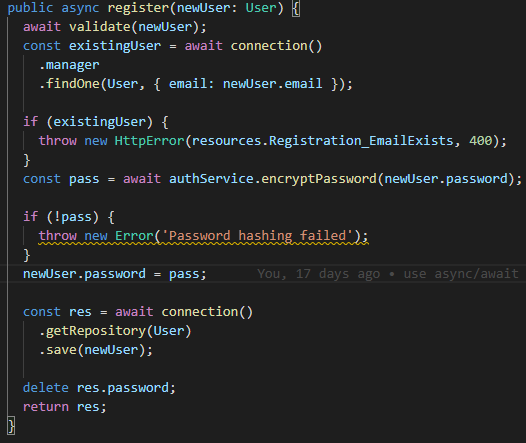 public async register(newUser: User) {
  await validate(newUser);
  const existingUser = await connection()
    .manager
    .findOne(User, { email: newUser.email });

  if (existingUser) {
    throw new HttpError(resources.Registration_EmailExists, 400);
  }
  const pass = await authService.encryptPassword(newUser.password);

  if (!pass) {
    throw new Error('Password hashing failed');
  }
  newUser.password = pass;      You, 17 days ago • use async/await

  const res = await connection()
    .getRepository(User)
    .save(newUser);

  delete res.password;
  return res;
}